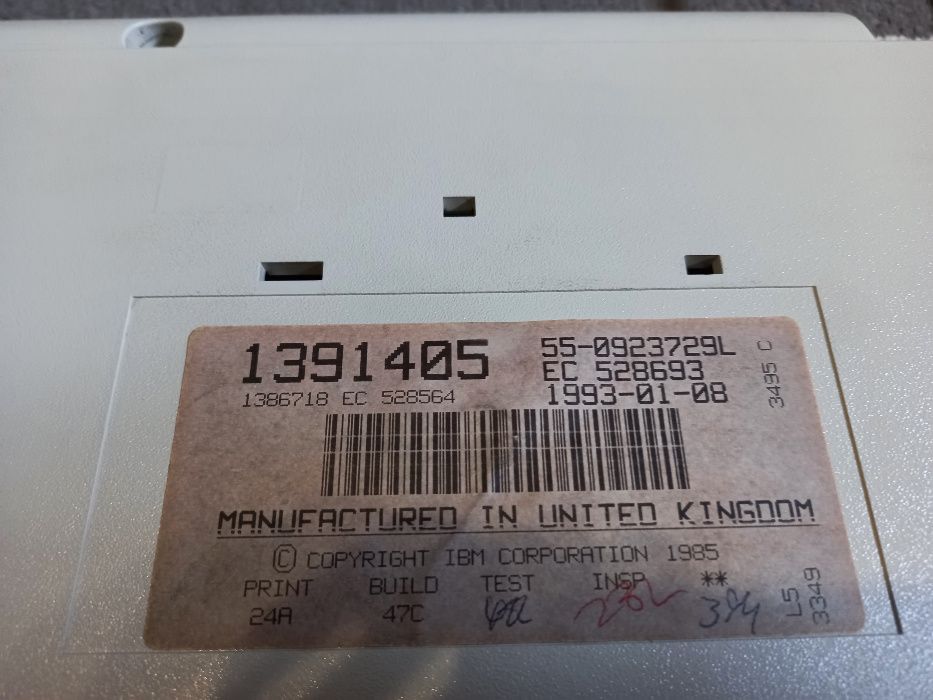 1391405
55-0923729L
EC 528693
1386718 EC 528564
1993-01-08
3495 C
MANUFACTURED IN UNITED KINGDOM
© COPYRIGHT IBM CORPORATION 1985
PRINT BUILD TEST INSP **
24A 47C
L5
3349